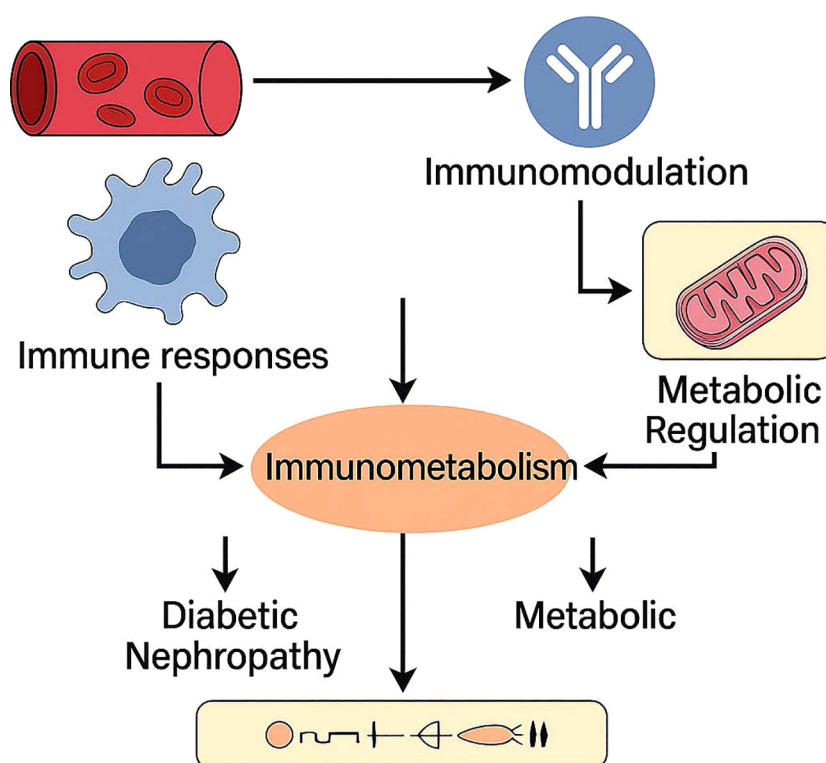 Immunomodulation
Immune responses
Metabolic
Regulation
Immunometabolism
Diabetic
Nephropathy
Metabolic